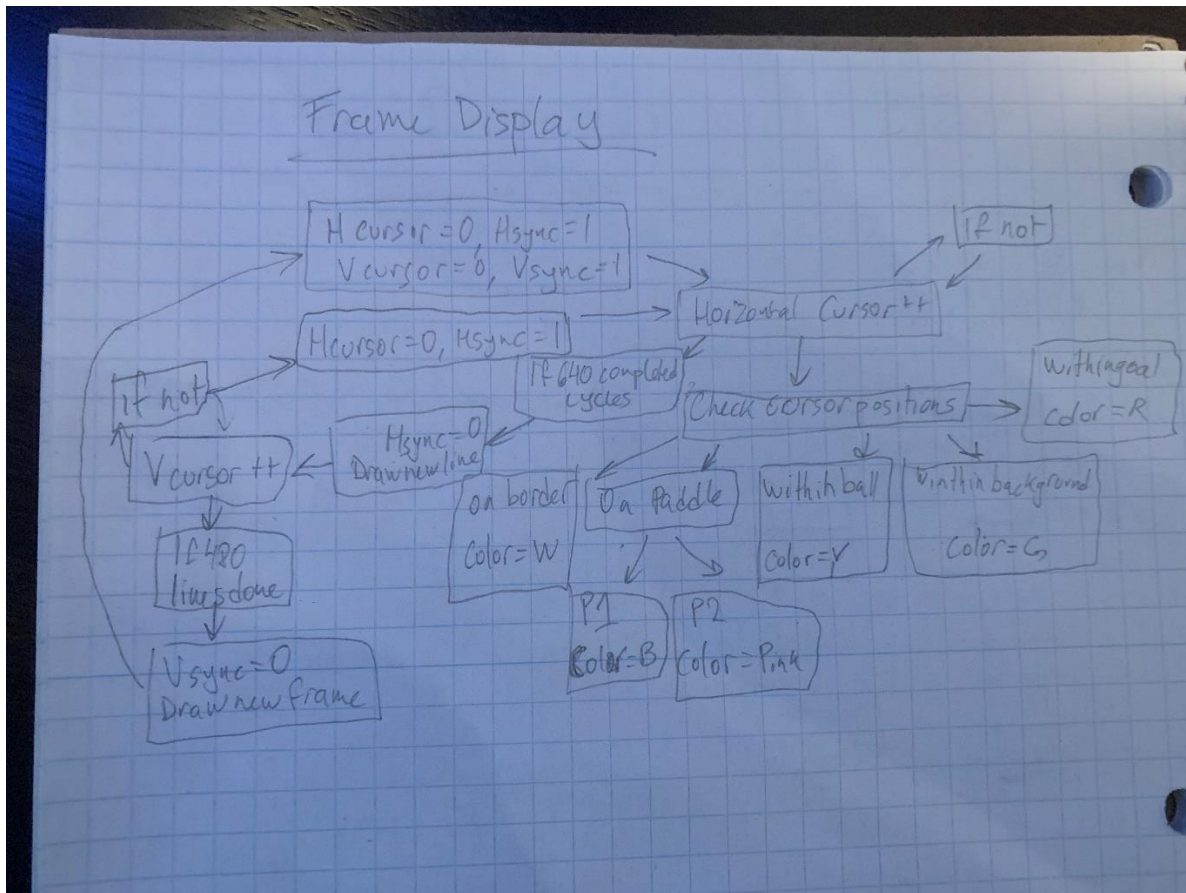 Frame Display
H cursor=0, Hsync=1
V cursor=0, Vsync=1
If not
Horizontal Cursor++
Hcursor=0, Hsync=1
If not
If 640 completed
cycles
Check cursor positions
Within goal
Color=R
Hsync=0
Draw new line
V cursor++
On border
Color=W
On Paddle
Within ball
Color=Y
Winthin background
Color=G
If 480
lines done
P1
Color=B
P2
Color=Pink
Vsync=0
Draw new frame